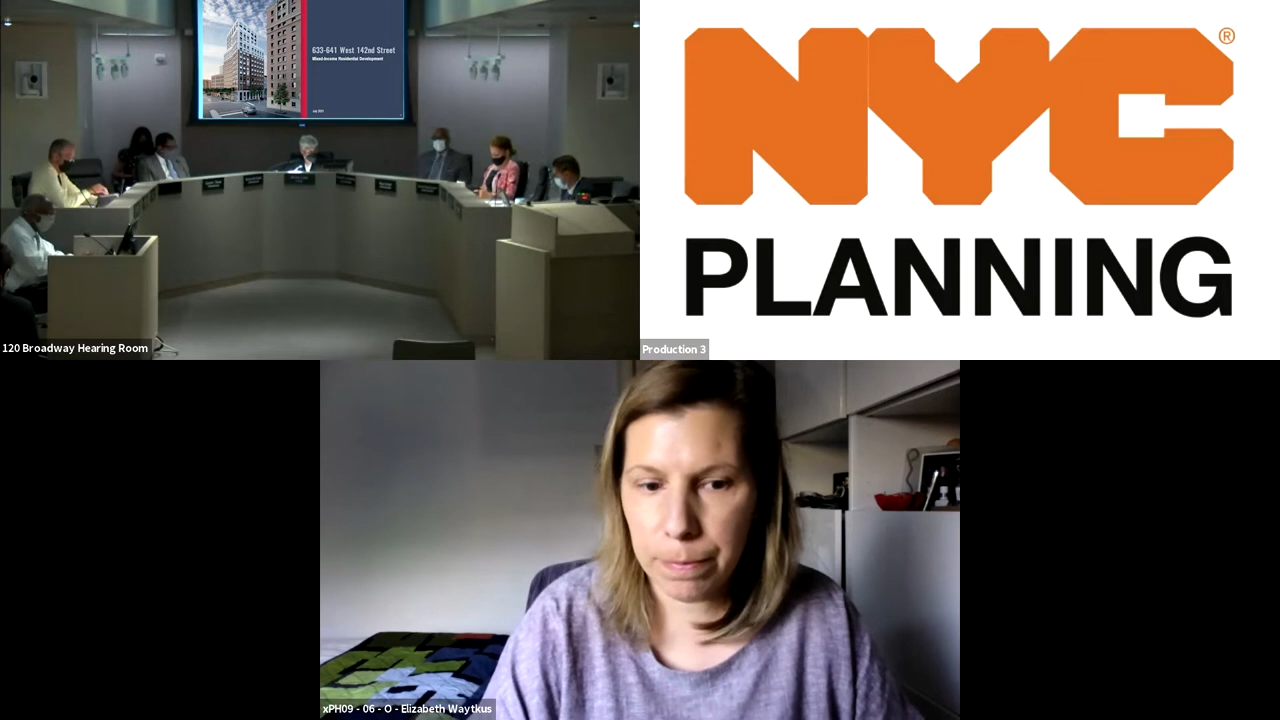 633-641 West 142nd Street
Mixed-Income Residential Development
120 Broadway Hearing Room
NYC®
PLANNING
Production 3
xPH09 - 06 - O - Elizabeth Waytkus